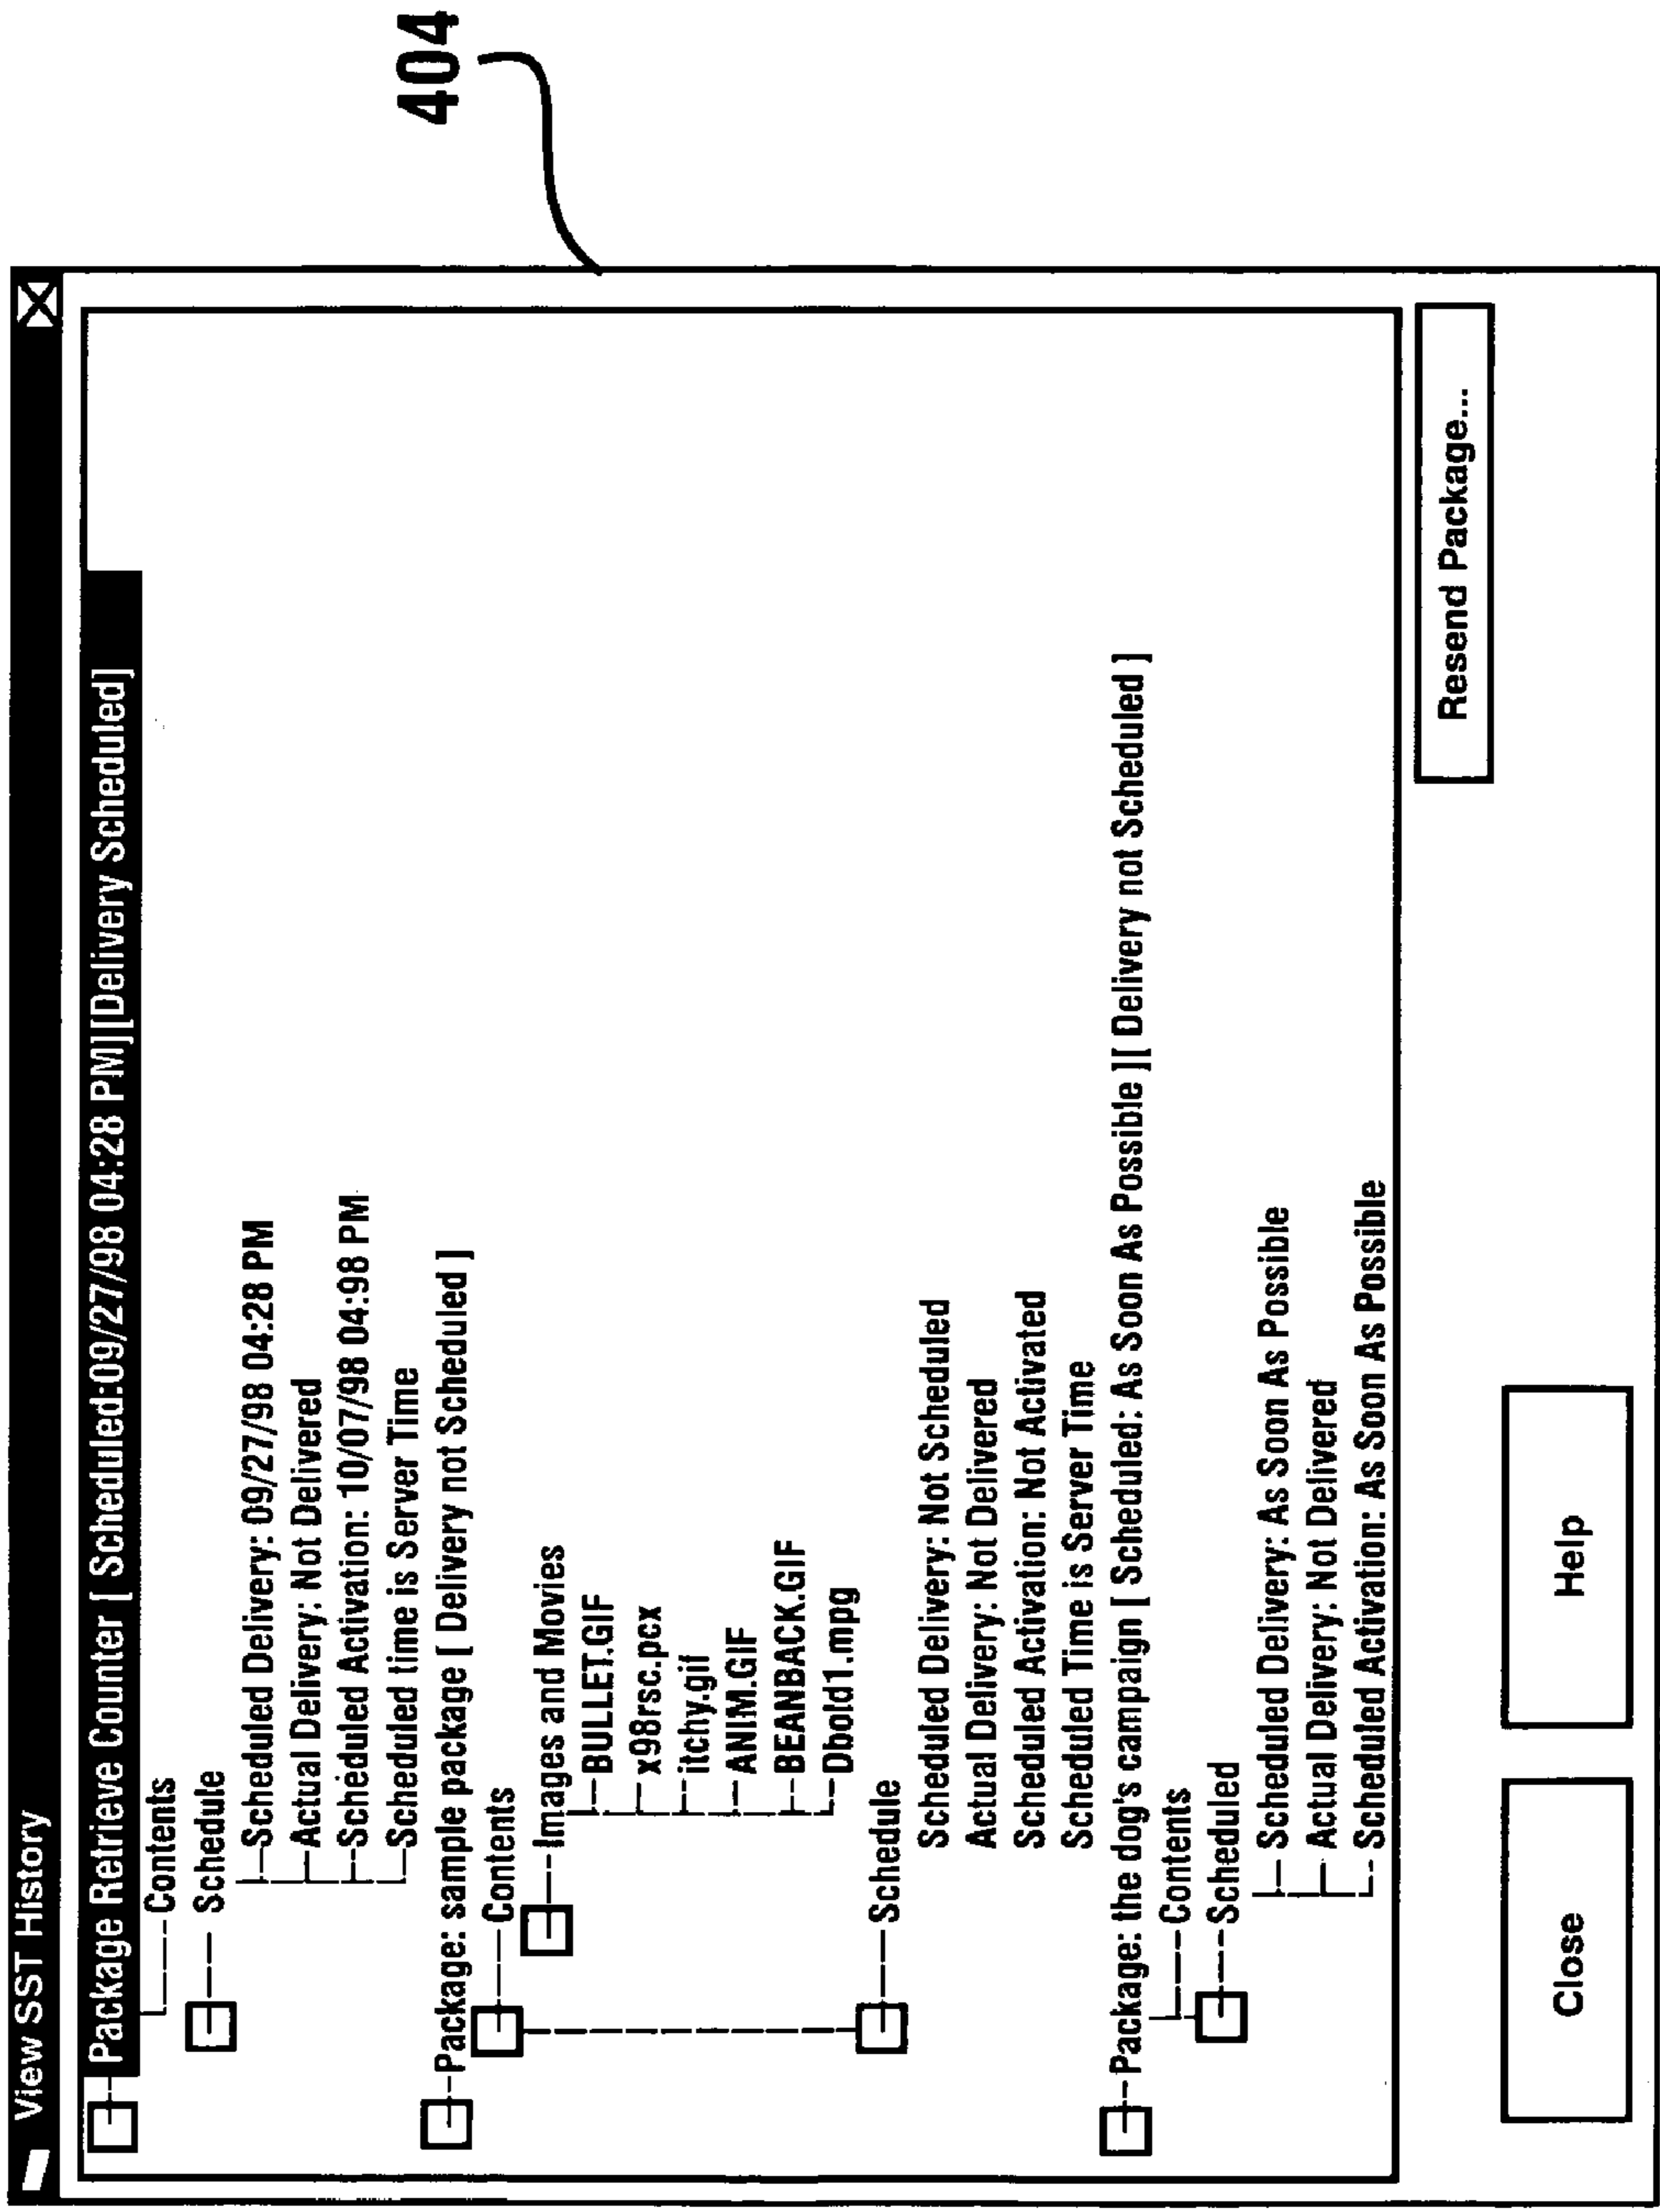 View SST History
Package Retrieve Counter [ Scheduled:09/27/98 04:28 PM][Delivery Scheduled]
Contents
Schedule
Scheduled Delivery: 09/27/98 04:28 PM
Actual Delivery: Not Delivered
Scheduled Activation: 10/07/98 04:98 PM
Scheduled time is Server Time
Package: sample package [ Delivery not Scheduled ]
Contents
Images and Movies
BULLET.GIF
x98rsc.pcx
itchy.gif
ANIM.GIF
BEANBACK.GIF
Dbold1.mpg
Schedule
Scheduled Delivery: Not Scheduled
Actual Delivery: Not Delivered
Scheduled Activation: Not Activated
Scheduled Time is Server Time
Package: the dog's campaign [ Scheduled: As Soon As Possible ][ Delivery not Scheduled ]
Contents
Scheduled
Scheduled Delivery: As Soon As Possible
Actual Delivery: Not Delivered
Scheduled Activation: As Soon As Possible
Resend Package...
Close
Help
404